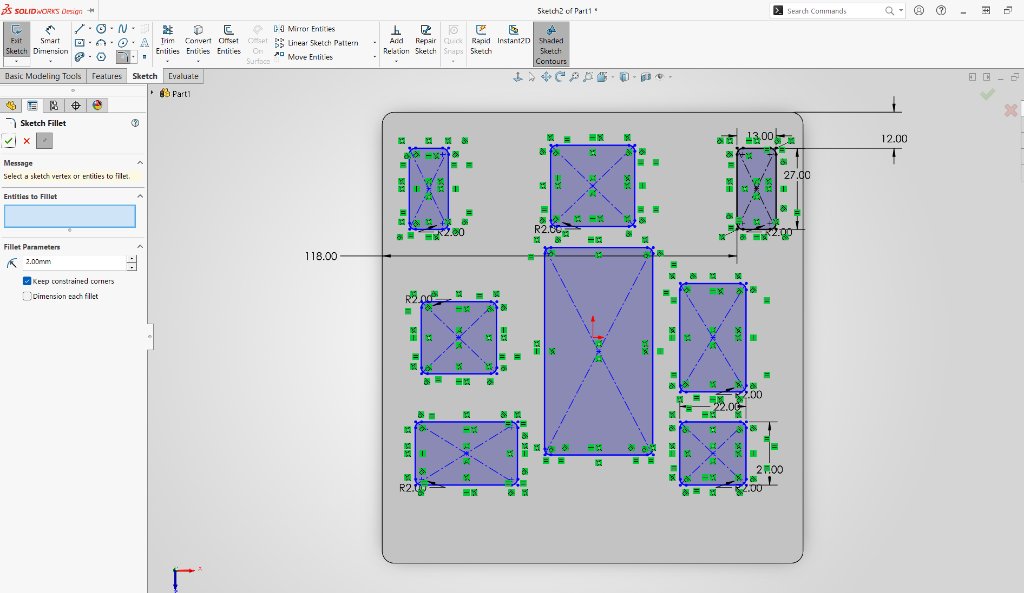 SOLIDWORKS Design
Sketch2 of Part1 *
Search Commands
Exit Sketch
Smart Dimension
Trim Entities
Convert Entities
Offset Entities
Offset On Surface
Mirror Entities
Linear Sketch Pattern
Move Entities
Add Relation
Repair Sketch
Quick Snaps
Rapid Sketch
Instant2D
Shaded Sketch Contours
Basic Modeling Tools
Features
Sketch
Evaluate
Part1
Sketch Fillet
Message
Select a sketch vertex or entities to fillet.
Entities to Fillet
Fillet Parameters
2.00mm
Keep constrained corners
Dimension each fillet
13.00
12.00
27.00
R2.00
R2.00
R2.00
118.00
R2.00
R2.00
22.00
21.00
R2.00
R2.00